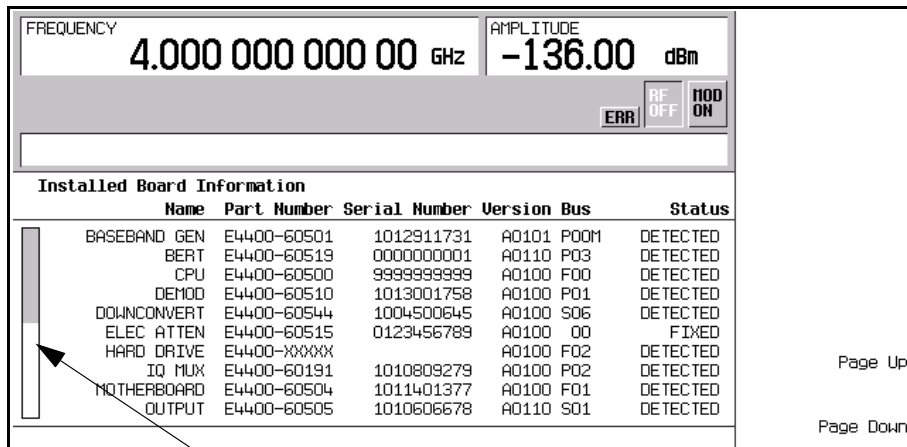 FREQUENCY
4.000 000 000 00 GHz
AMPLITUDE
-136.00 dBm
ERR
RF OFF
MOD ON
Installed Board Information
Name Part Number Serial Number Version Bus Status
BASEBAND GEN E4400-60501 1012911731 A0101 P00M DETECTED
BERT E4400-60519 0000000001 A0110 P03 DETECTED
CPU E4400-60500 9999999999 A0100 F00 DETECTED
DEMOD E4400-60510 1013001758 A0100 P01 DETECTED
DOWNCONVERT E4400-60544 1004500645 A0100 S06 DETECTED
ELEC ATTEN E4400-60515 0123456789 A0100 00 FIXED
HARD DRIVE E4400-XXXXX A0100 F02 DETECTED
IQ MUX E4400-60191 1010809279 A0100 P02 DETECTED
MOTHERBOARD E4400-60504 1011401377 A0100 F01 DETECTED
OUTPUT E4400-60505 1010606678 A0110 S01 DETECTED
Page Up
Page Down